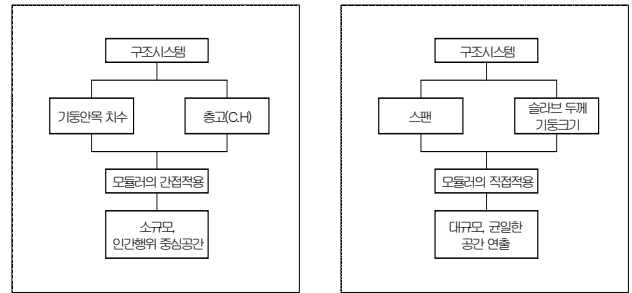 구조시스템
기둥안목 치수
층고(C.H)
모듈러의 간접적용
소규모,
인간행위 중심공간
구조시스템
스팬
슬라브 두께
기둥크기
모듈러의 직접적용
대규모, 균일한
공간 연출